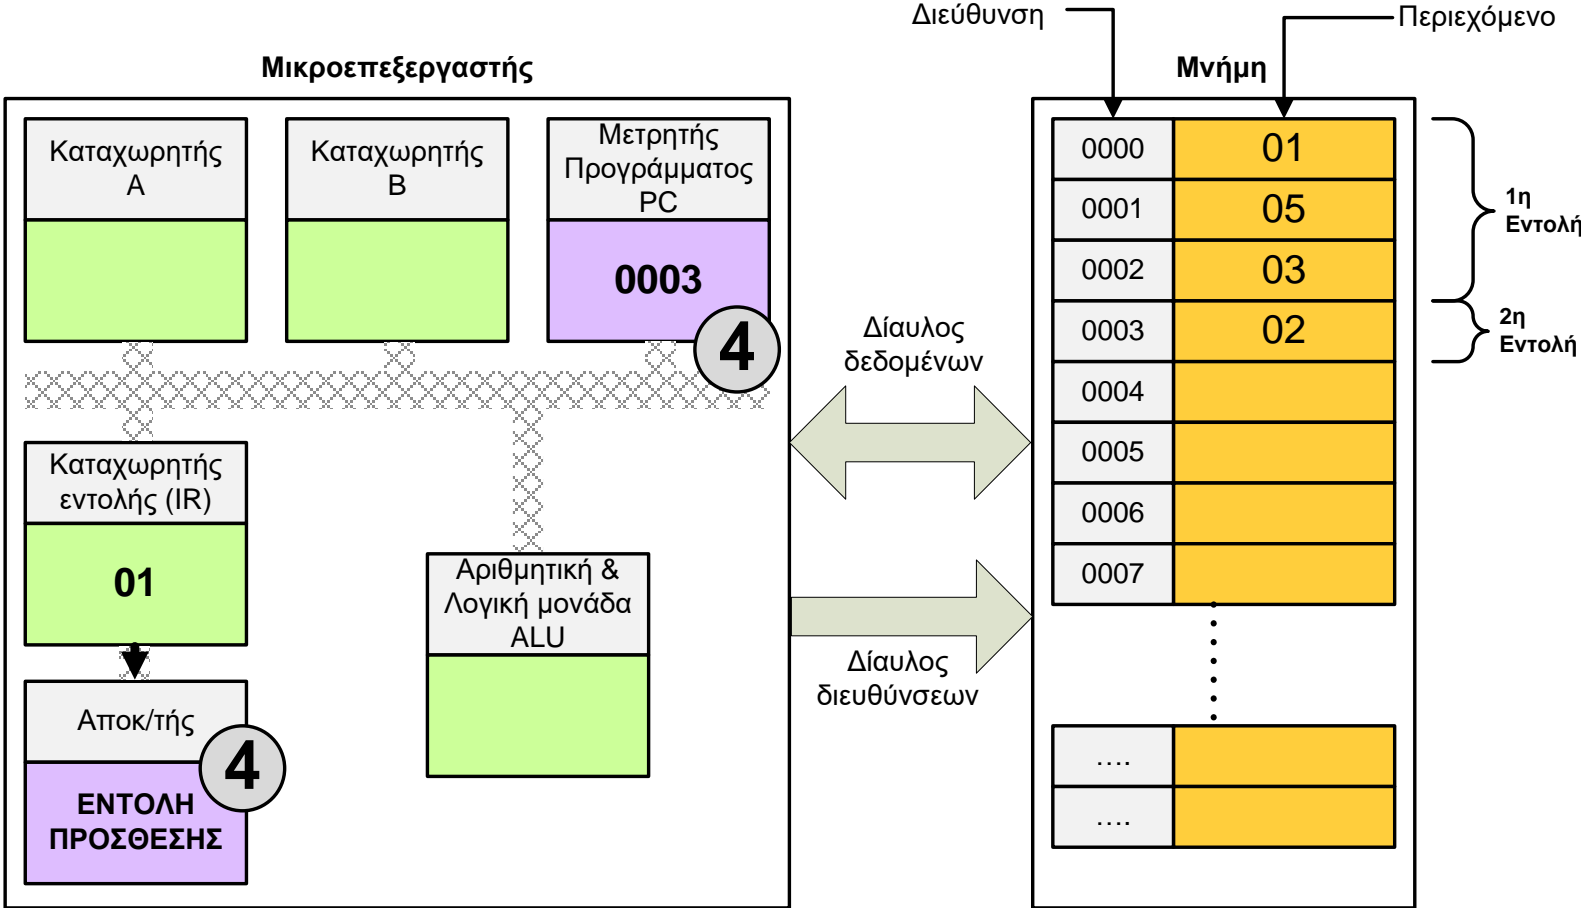 Διεύθυνση
Περιεχόμενο
Μικροεπεξεργαστής
Μνήμη
Καταχωρητής
Α
Καταχωρητής
Β
Μετρητής
Προγράμματος
PC
0003
4
Καταχωρητής
εντολής (IR)
01
Αποκ/τής
4
ΕΝΤΟΛΗ
ΠΡΟΣΘΕΣΗΣ
Αριθμητική &
Λογική μονάδα
ALU
Δίαυλος
δεδομένων
Δίαυλος
διευθύνσεων
0000 01
0001 05
0002 03
0003 02
0004
0005
0006
0007
....
....
1η
Εντολή
2η
Εντολή